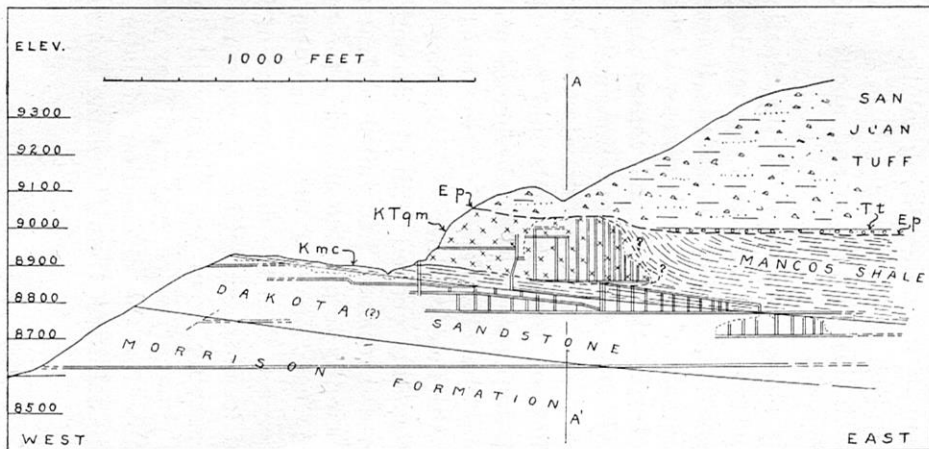 ELEV.
1000 FEET
A
9300
9200
9100
9000
8900
8800
8700
8600
8500
SAN
JUAN
TUFF
Ep
KTqm
Kmc
Tt
Ep
?
?
MANCOS SHALE
DAKOTA (?) SANDSTONE
MORRISON FORMATION
A'
WEST
EAST